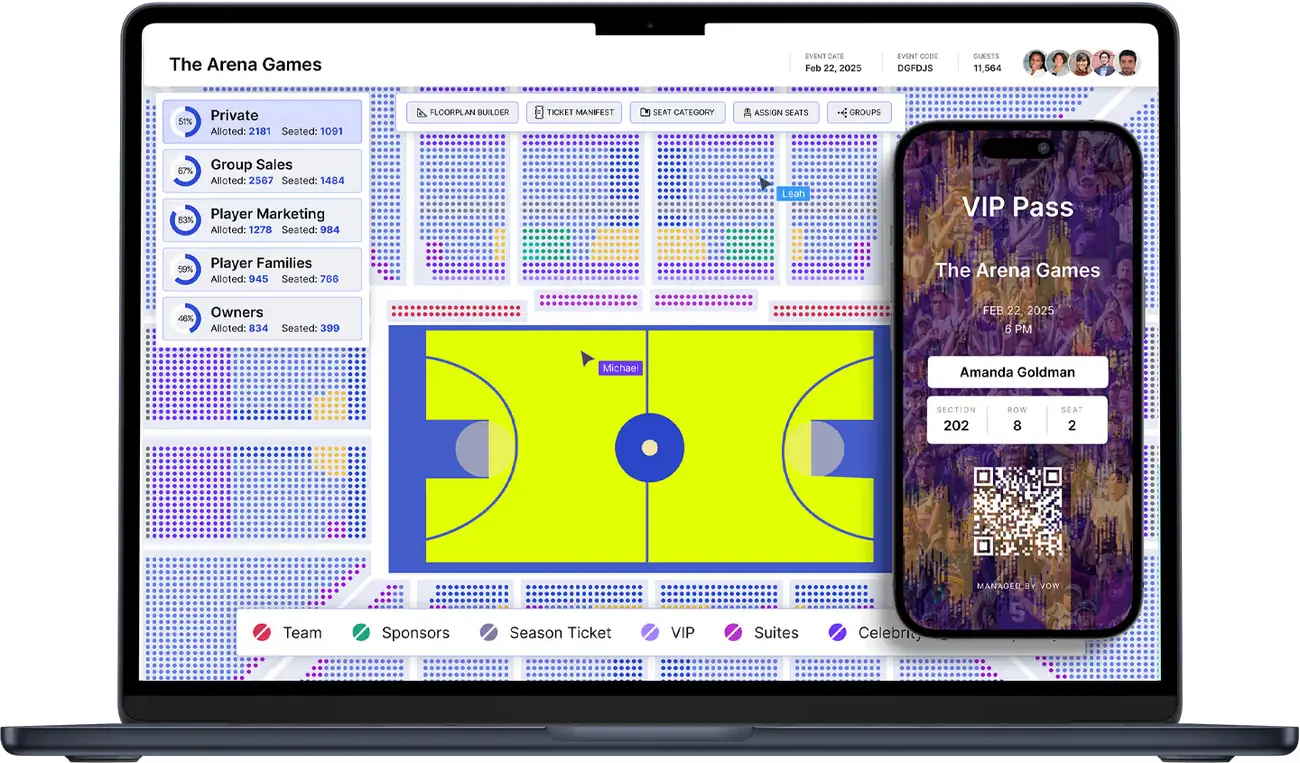 The Arena Games
EVENT DATE
Feb 22, 2025
EVENT CODE
DGFDJS
GUESTS
11,564
FLOORPLAN BUILDER
TICKET MANIFEST
SEAT CATEGORY
ASSIGN SEATS
GROUPS
51%
Private
Alloted: 2181 Seated: 1091
67%
Group Sales
Alloted: 2567 Seated: 1484
83%
Player Marketing
Alloted: 1278 Seated: 984
59%
Player Families
Alloted: 945 Seated: 766
46%
Owners
Alloted: 834 Seated: 399
Leah
Michael
Team
Sponsors
Season Ticket
VIP
Suites
VIP Pass
The Arena Games
FEB 22, 2025
6 PM
Amanda Goldman
SECTION ROW SEAT
202 8 2
MANAGED BY VOW